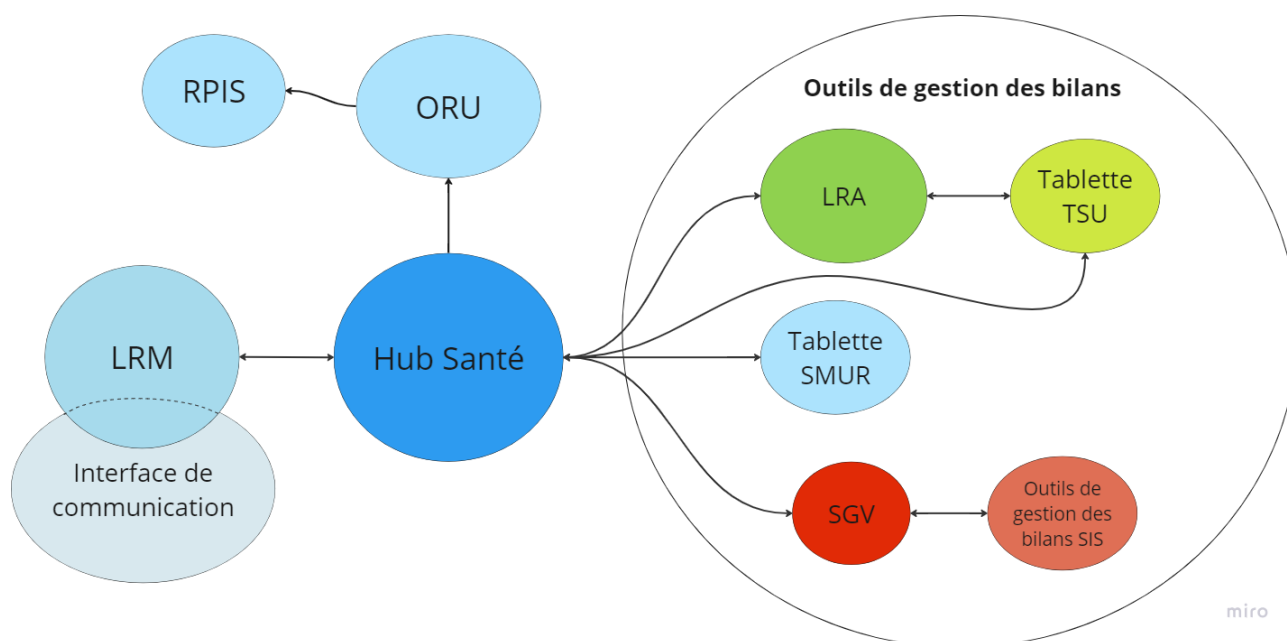 RPIS
ORU
Outils de gestion des bilans
LRA
Tablette
TSU
LRM
Hub Santé
Tablette
SMUR
Interface de
communication
SGV
Outils de
gestion des
bilans SIS
miro